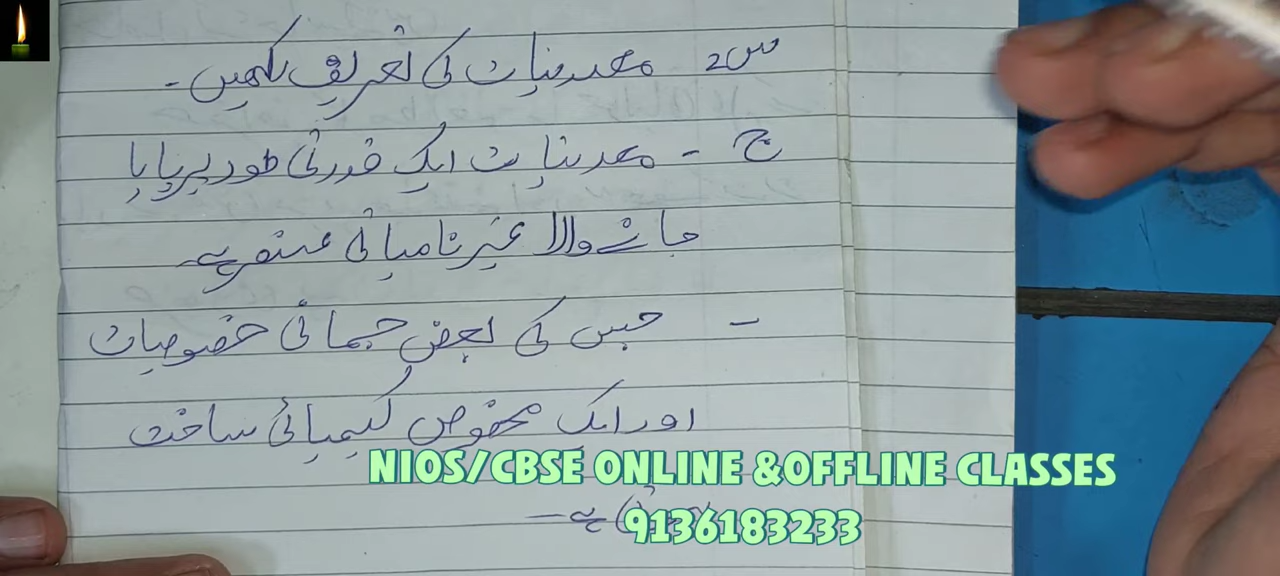 س2 معدنیات کی تعریف لکھیں۔
ج - معدنیات ایک قدرتی طور پر پایا
جانے والا غیر نامیاتی عنصر ہے۔
- جس کی بعض جسمانی خصوصیات
اور ایک مخصوص کیمیائی ساخت
NIOS/CBSE ONLINE &OFFLINE CLASSES
ہے۔
9136183233